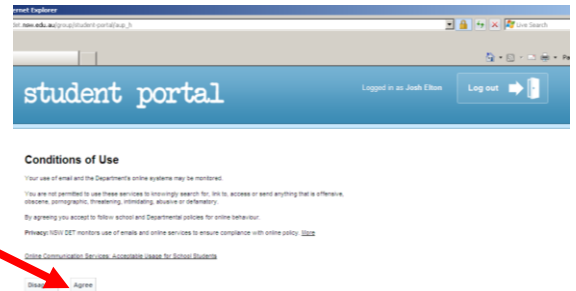 ernet Explorer
det.nsw.edu.au/group/student-portal/aup_h
Live Search
student portal
Logged in as Josh Elton
Log out
Conditions of Use
Your use of email and the Department's online systems may be monitored.
You are not permitted to use these services to knowingly search for, link to, access or send anything that is offensive,
obscene, pornographic, threatening, intimidating, abusive or defamatory.
By agreeing you accept to follow school and Departmental policies for online behaviour.
Privacy: NSW DET monitors use of emails and online services to ensure compliance with online policy. More
Online Communication Services: Acceptable Usage for School Students
Agree